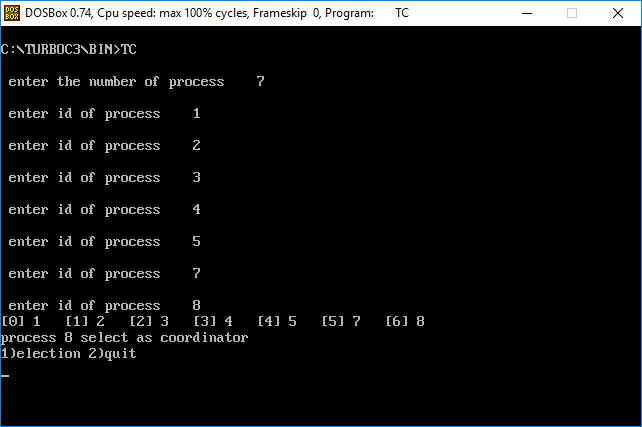 DOS
BOX
DOSBox 0.74, Cpu speed: max 100% cycles, Frameskip 0, Program: TC
C:\TURBOC3\BIN>TC
enter the number of process 7
enter id of process 1
enter id of process 2
enter id of process 3
enter id of process 4
enter id of process 5
enter id of process 7
enter id of process 8
[0] 1 [1] 2 [2] 3 [3] 4 [4] 5 [5] 7 [6] 8
process 8 select as coordinator
1)election 2)quit